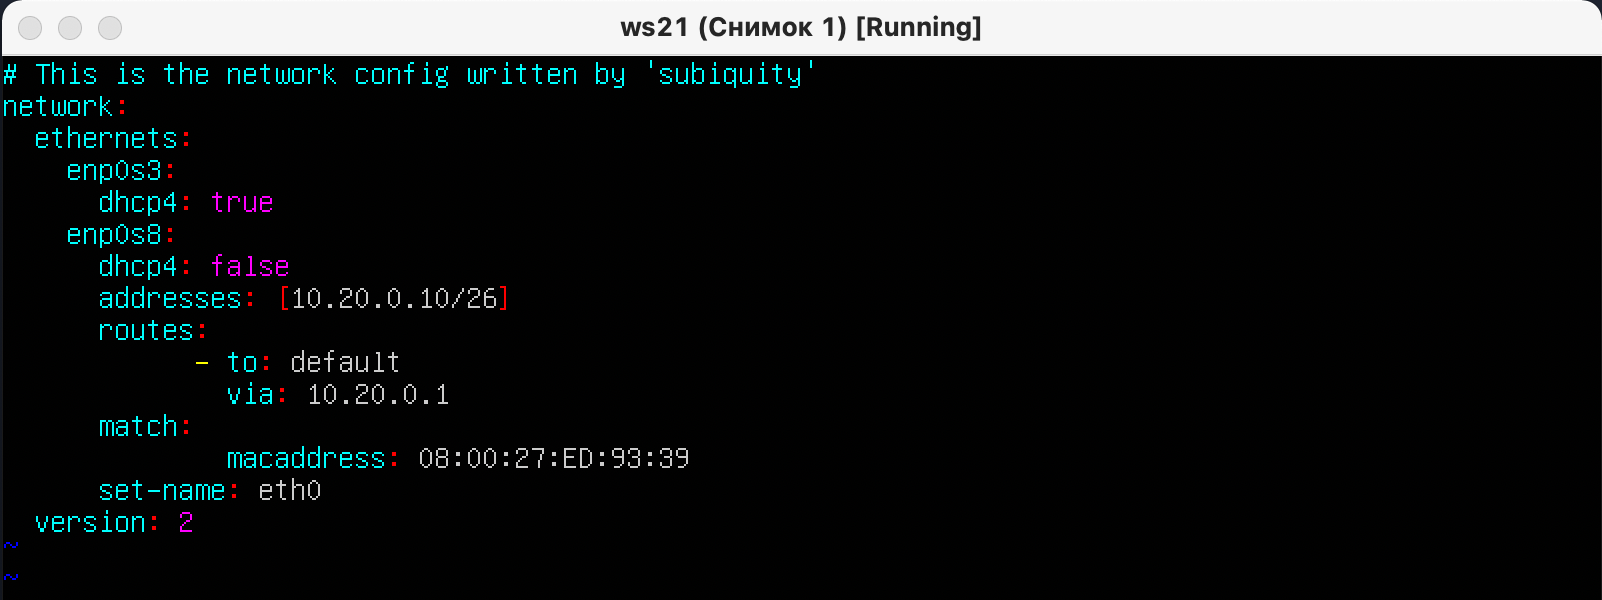 ws21 (Снимок 1) [Running]
# This is the network config written by 'subiquity'
network:
  ethernets:
    enp0s3:
      dhcp4: true
    enp0s8:
      dhcp4: false
      addresses: [10.20.0.10/26]
      routes:
            - to: default
              via: 10.20.0.1
      match:
              macaddress: 08:00:27:ED:93:39
      set-name: eth0
  version: 2
~
~